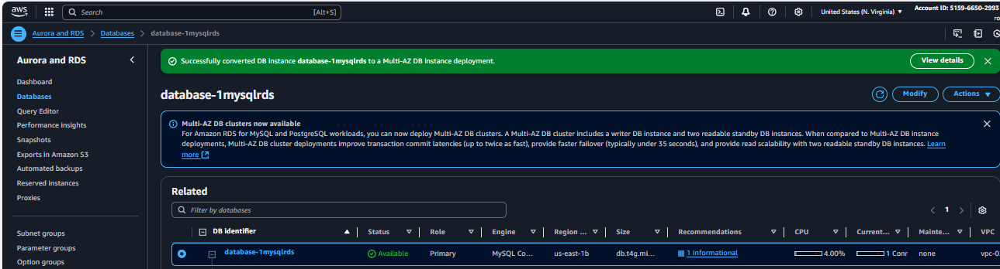 aws
Search [Alt+S]
United States (N. Virginia) ▼
Account ID: 5159-6650-2993
ro
Aurora and RDS > Databases > database-1mysqlrds
Aurora and RDS
Dashboard
Databases
Query Editor
Performance insights
Snapshots
Exports in Amazon S3
Automated backups
Reserved instances
Proxies
Subnet groups
Parameter groups
Option groups
Successfully converted DB Instance database-1mysqlrds to a Multi-AZ DB instance deployment.
View details
database-1mysqlrds
Modify
Actions ▼
Multi-AZ DB clusters now available
For Amazon RDS for MySQL and PostgreSQL workloads, you can now deploy Multi-AZ DB clusters. A Multi-AZ DB cluster includes a writer DB instance and two readable standby DB instances. When compared to Multi-AZ DB instance
deployments, Multi-AZ DB cluster deployments improve transaction commit latencies (up to twice as fast), provide faster failover (typically under 35 seconds), and provide read scalability with two readable standby DB instances. Learn
more
Related
Filter by databases
1
DB identifier Status Role Engine Region ... Size Recommendations CPU Current... Mainte... VPC
database-1mysqlrds Available Primary MySQL Co... us-east-1b db.t4g.mi... 1 Informational 4.00% 1 Conr none vpc-0